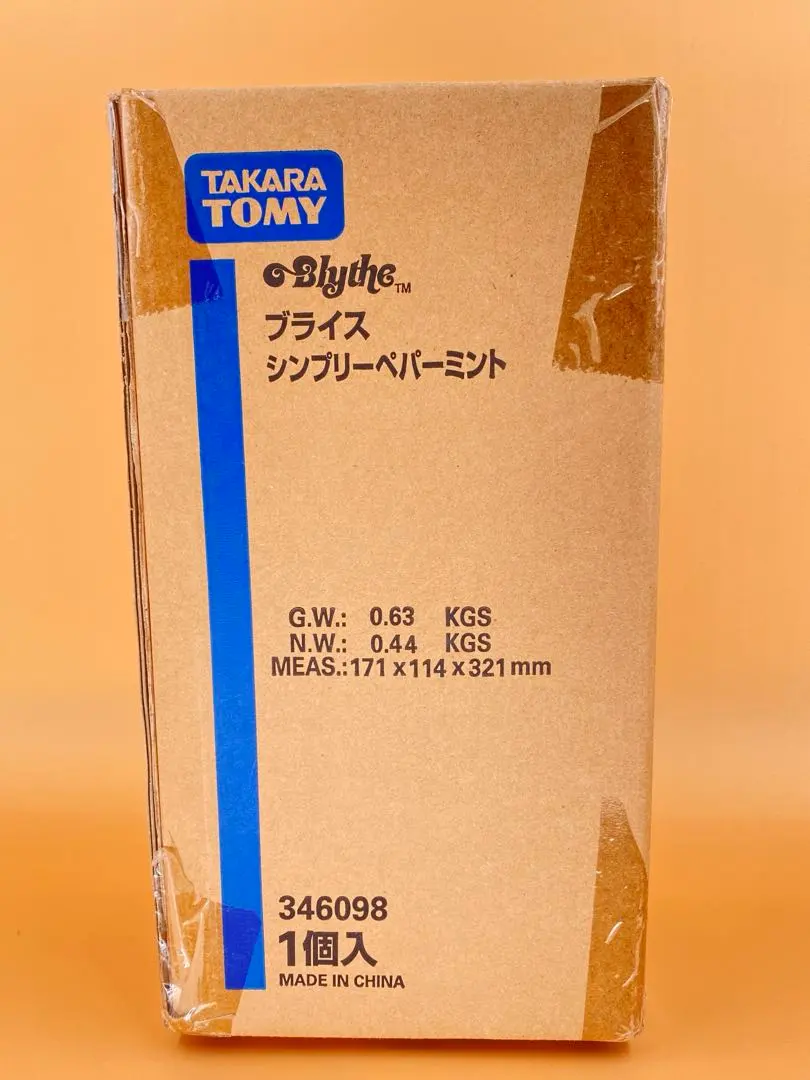 TAKARA
TOMY
Blythe™
ブライス
シンプリーペパーミント
G.W.: 0.63 KGS
N.W.: 0.44 KGS
MEAS.:171 x 114 x 321 mm
346098
1個入
MADE IN CHINA